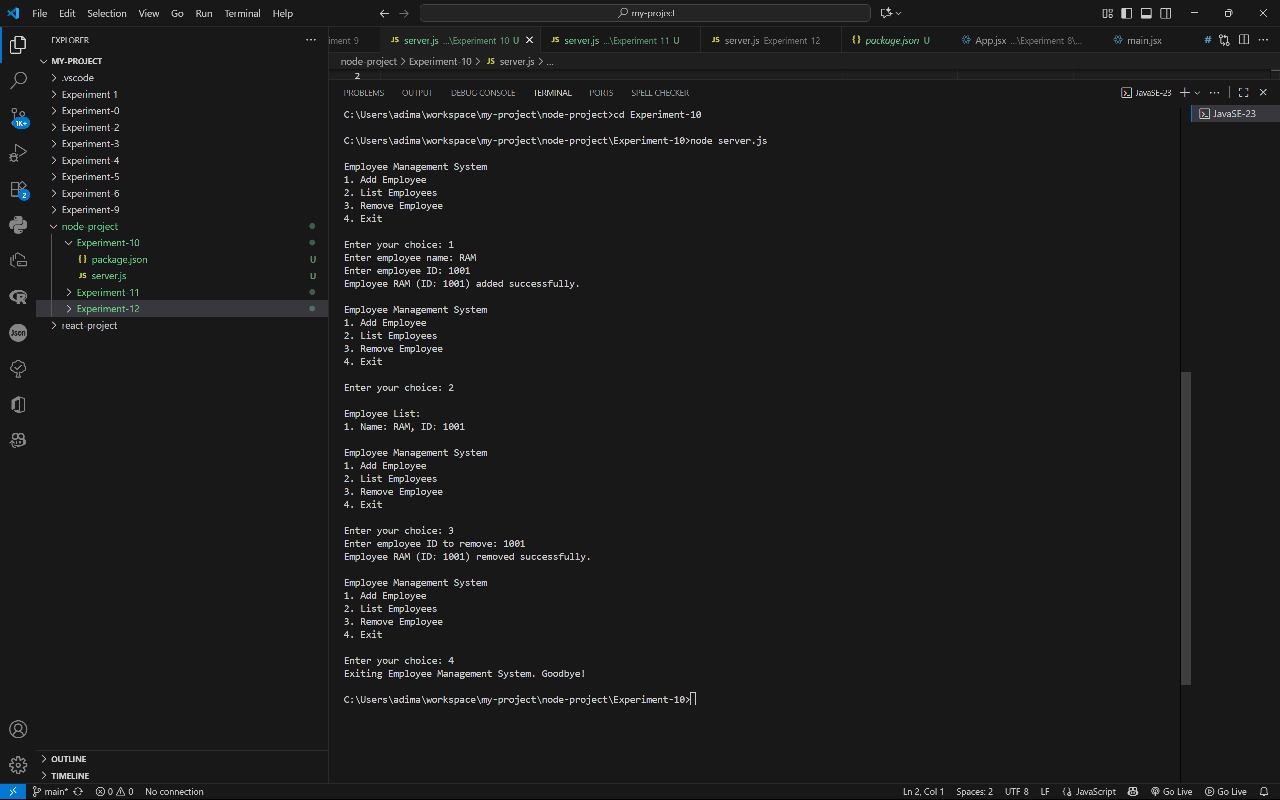 File Edit Selection View Go Run Terminal Help
my-project
EXPLORER
MY-PROJECT
.vscode
Experiment 1
Experiment-0
Experiment-2
Experiment-3
Experiment-4
Experiment-5
Experiment-6
Experiment-9
node-project
Experiment-10
{} package.json U
JS server.js U
Experiment-11
Experiment-12
react-project
OUTLINE
TIMELINE
1K+
2
Json
iment 9
JS server.js ...\Experiment 10 U
JS server.js ...\Experiment 11 U
JS server.js Experiment 12
{} package.json U
App.jsx ...\Experiment 8\...
main.jsx
#
node-project > Experiment-10 > JS server.js > ...
2
PROBLEMS OUTPUT DEBUG CONSOLE TERMINAL PORTS SPELL CHECKER
JavaSE-23
JavaSE-23
C:\Users\adima\workspace\my-project\node-project>cd Experiment-10
C:\Users\adima\workspace\my-project\node-project\Experiment-10>node server.js
Employee Management System
1. Add Employee
2. List Employees
3. Remove Employee
4. Exit
Enter your choice: 1
Enter employee name: RAM
Enter employee ID: 1001
Employee RAM (ID: 1001) added successfully.
Employee Management System
1. Add Employee
2. List Employees
3. Remove Employee
4. Exit
Enter your choice: 2
Employee List:
1. Name: RAM, ID: 1001
Employee Management System
1. Add Employee
2. List Employees
3. Remove Employee
4. Exit
Enter your choice: 3
Enter employee ID to remove: 1001
Employee RAM (ID: 1001) removed successfully.
Employee Management System
1. Add Employee
2. List Employees
3. Remove Employee
4. Exit
Enter your choice: 4
Exiting Employee Management System. Goodbye!
C:\Users\adima\workspace\my-project\node-project\Experiment-10>
main* 0 0 No connection
Ln 2, Col 1 Spaces: 2 UTF 8 LF JavaScript Go Live Go Live